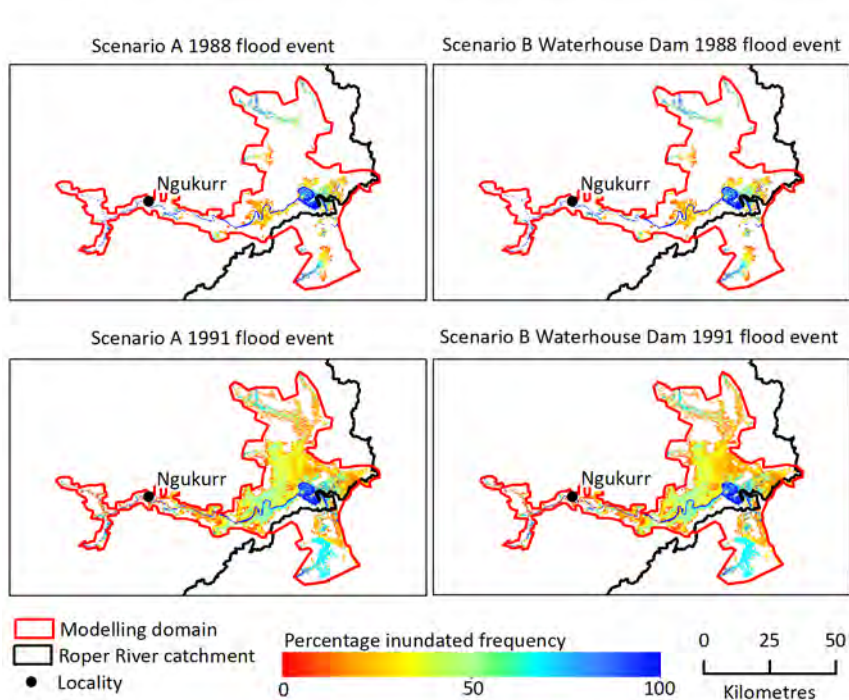 Scenario A 1988 flood event
Scenario B Waterhouse Dam 1988 flood event
Ngukurr
Ngukurr
Scenario A 1991 flood event
Scenario B Waterhouse Dam 1991 flood event
Ngukurr
Ngukurr
Modelling domain
Roper River catchment
Locality
Percentage inundated frequency
0 50 100
0 25 50
Kilometres